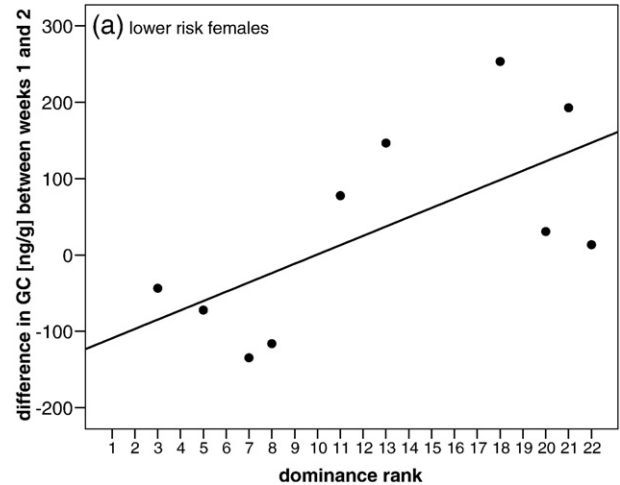 (a) lower risk females
difference in GC [ng/g] between weeks 1 and 2
300
200
100
0
-100
-200
1 2 3 4 5 6 7 8 9 10 11 12 13 14 15 16 17 18 19 20 21 22
dominance rank